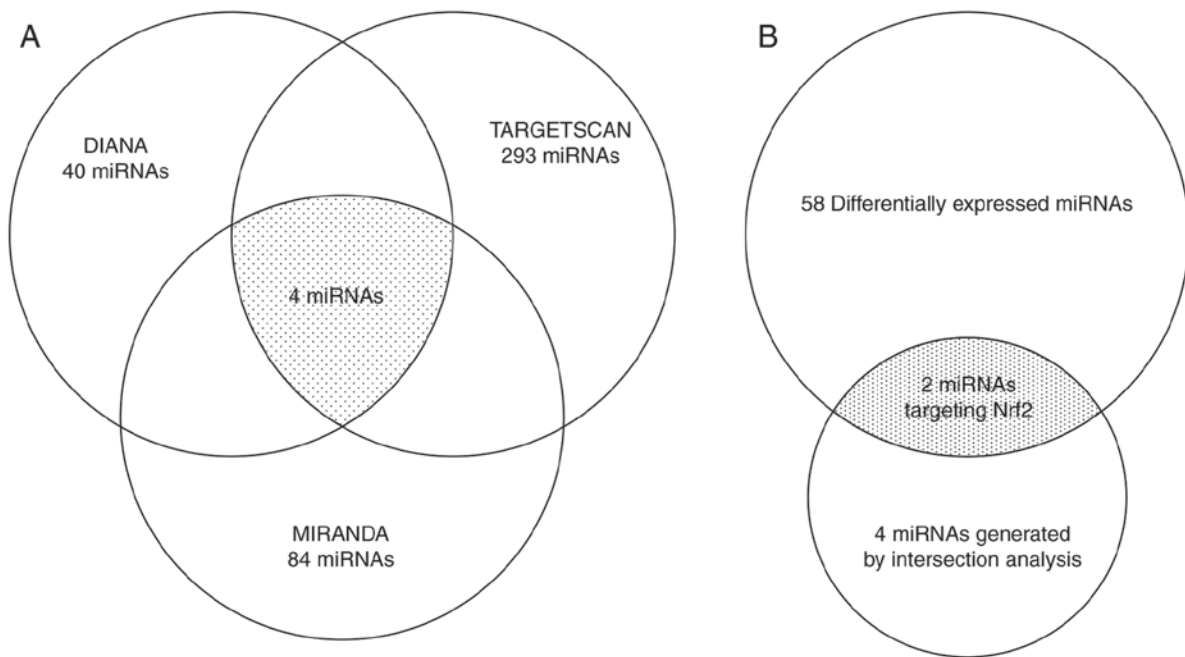 A
DIANA
40 miRNAs
TARGETSCAN
293 miRNAs
4 miRNAs
MIRANDA
84 miRNAs
B
58 Differentially expressed miRNAs
2 miRNAs
targeting Nrf2
4 miRNAs generated
by intersection analysis